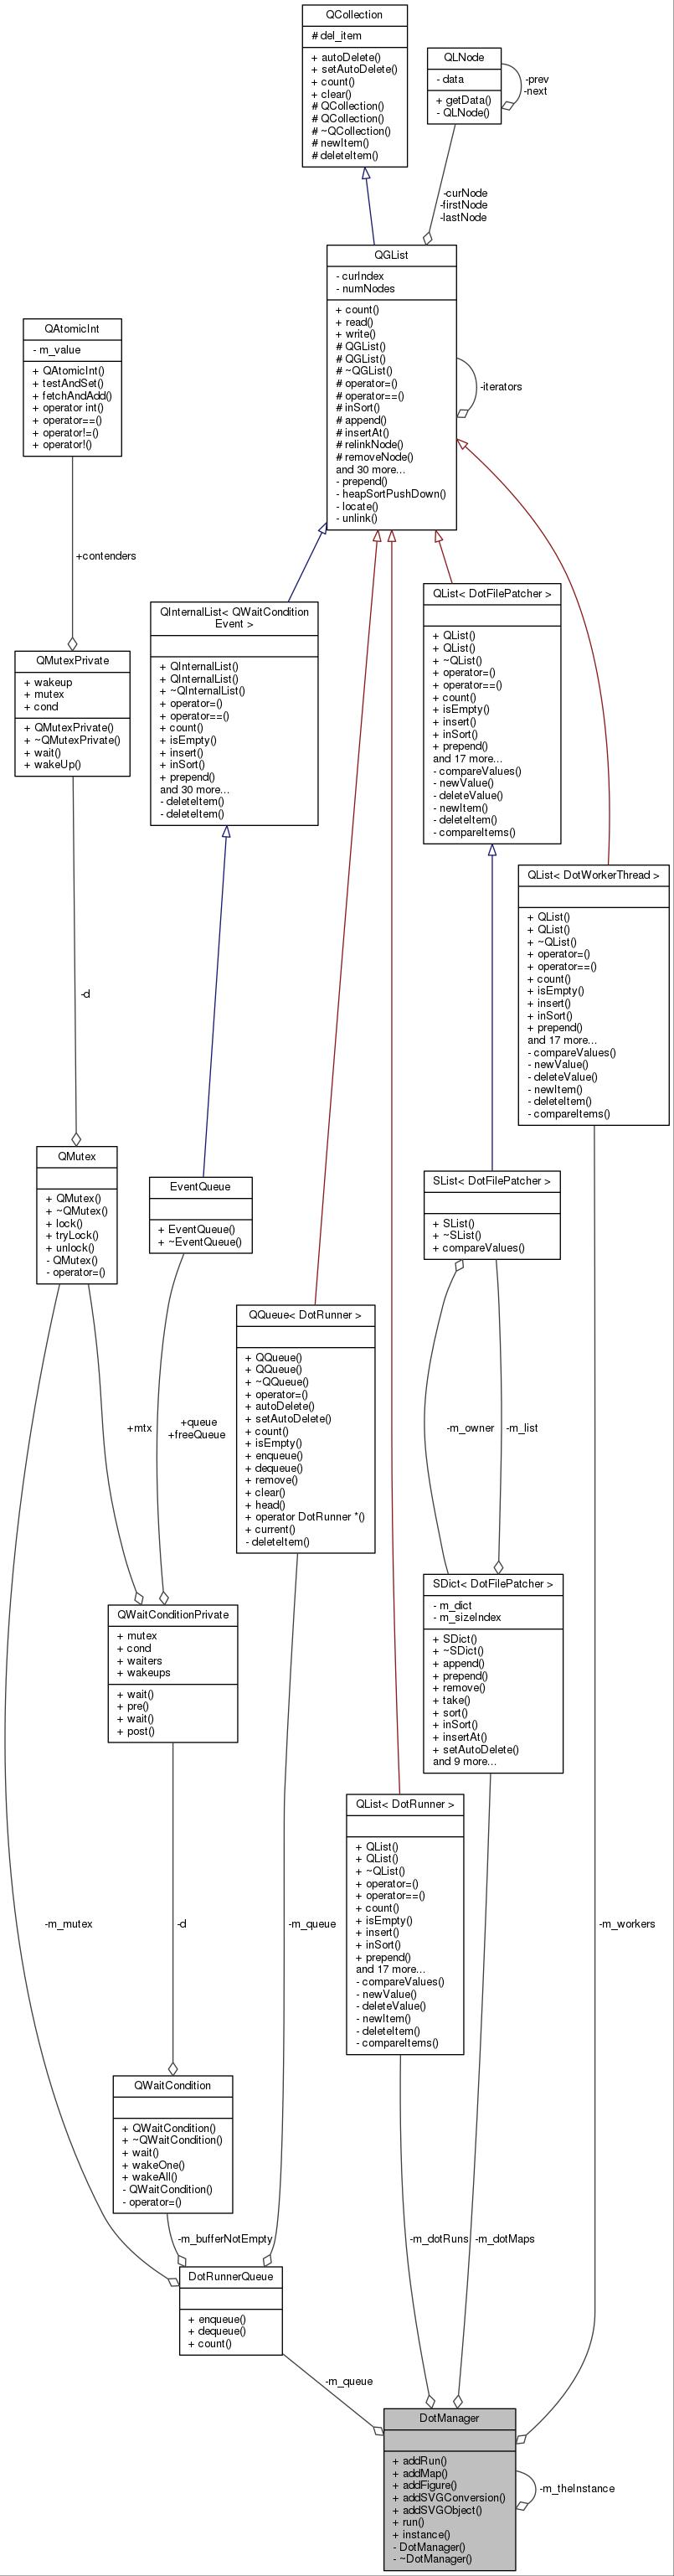 QCollection
# del_item
+ autoDelete()
+ setAutoDelete()
+ count()
+ clear()
# QCollection()
# QCollection()
# ~QCollection()
# newItem()
# deleteItem()
QLNode
- data
+ getData()
- QLNode()
-prev
-next
-curNode
-firstNode
-lastNode
QGList
- curIndex
- numNodes
+ count()
+ read()
+ write()
# QGList()
# QGList()
# ~QGList()
# operator=()
# operator==()
# inSort()
# append()
# insertAt()
# relinkNode()
# removeNode()
and 30 more...
- prepend()
- heapSortPushDown()
- locate()
- unlink()
-iterators
QAtomicInt
- m_value
+ QAtomicInt()
+ testAndSet()
+ fetchAndAdd()
+ operator int()
+ operator==()
+ operator!=()
+ operator!()
+contenders
QInternalList< QWaitCondition
Event >
+ QInternalList()
+ QInternalList()
+ ~QInternalList()
+ operator=()
+ operator==()
+ count()
+ isEmpty()
+ insert()
+ inSort()
+ prepend()
and 30 more...
- deleteItem()
- deleteItem()
QList< DotFilePatcher >
+ QList()
+ QList()
+ ~QList()
+ operator=()
+ operator==()
+ count()
+ isEmpty()
+ insert()
+ inSort()
+ prepend()
and 17 more...
- compareValues()
- newValue()
- deleteValue()
- newItem()
- deleteItem()
- compareItems()
QMutexPrivate
+ wakeup
+ mutex
+ cond
+ QMutexPrivate()
+ ~QMutexPrivate()
+ wait()
+ wakeUp()
QList< DotWorkerThread >
+ QList()
+ QList()
+ ~QList()
+ operator=()
+ operator==()
+ count()
+ isEmpty()
+ insert()
+ inSort()
+ prepend()
and 17 more...
- compareValues()
- newValue()
- deleteValue()
- newItem()
- deleteItem()
- compareItems()
-d
QMutex
+ QMutex()
+ ~QMutex()
+ lock()
+ tryLock()
+ unlock()
- QMutex()
- operator=()
EventQueue
+ EventQueue()
+ ~EventQueue()
SList< DotFilePatcher >
+ SList()
+ ~SList()
+ compareValues()
QQueue< DotRunner >
+ QQueue()
+ QQueue()
+ ~QQueue()
+ operator=()
+ autoDelete()
+ setAutoDelete()
+ count()
+ isEmpty()
+ enqueue()
+ dequeue()
+ remove()
+ clear()
+ head()
+ operator DotRunner *()
+ current()
- deleteItem()
+mtx
+queue
+freeQueue
-m_owner
-m_list
SDict< DotFilePatcher >
- m_dict
- m_sizeIndex
+ SDict()
+ ~SDict()
+ append()
+ prepend()
+ remove()
+ take()
+ sort()
+ inSort()
+ insertAt()
+ setAutoDelete()
and 9 more...
QWaitConditionPrivate
+ mutex
+ cond
+ waiters
+ wakeups
+ wait()
+ pre()
+ wait()
+ post()
QList< DotRunner >
+ QList()
+ QList()
+ ~QList()
+ operator=()
+ operator==()
+ count()
+ isEmpty()
+ insert()
+ inSort()
+ prepend()
and 17 more...
- compareValues()
- newValue()
- deleteValue()
- newItem()
- deleteItem()
- compareItems()
-m_mutex
-d
-m_queue
-m_workers
QWaitCondition
+ QWaitCondition()
+ ~QWaitCondition()
+ wait()
+ wakeOne()
+ wakeAll()
- QWaitCondition()
- operator=()
-m_bufferNotEmpty
-m_dotRuns
-m_dotMaps
DotRunnerQueue
+ enqueue()
+ dequeue()
+ count()
-m_queue
DotManager
+ addRun()
+ addMap()
+ addFigure()
+ addSVGConversion()
+ addSVGObject()
+ run()
+ instance()
- DotManager()
- ~DotManager()
-m_theInstance